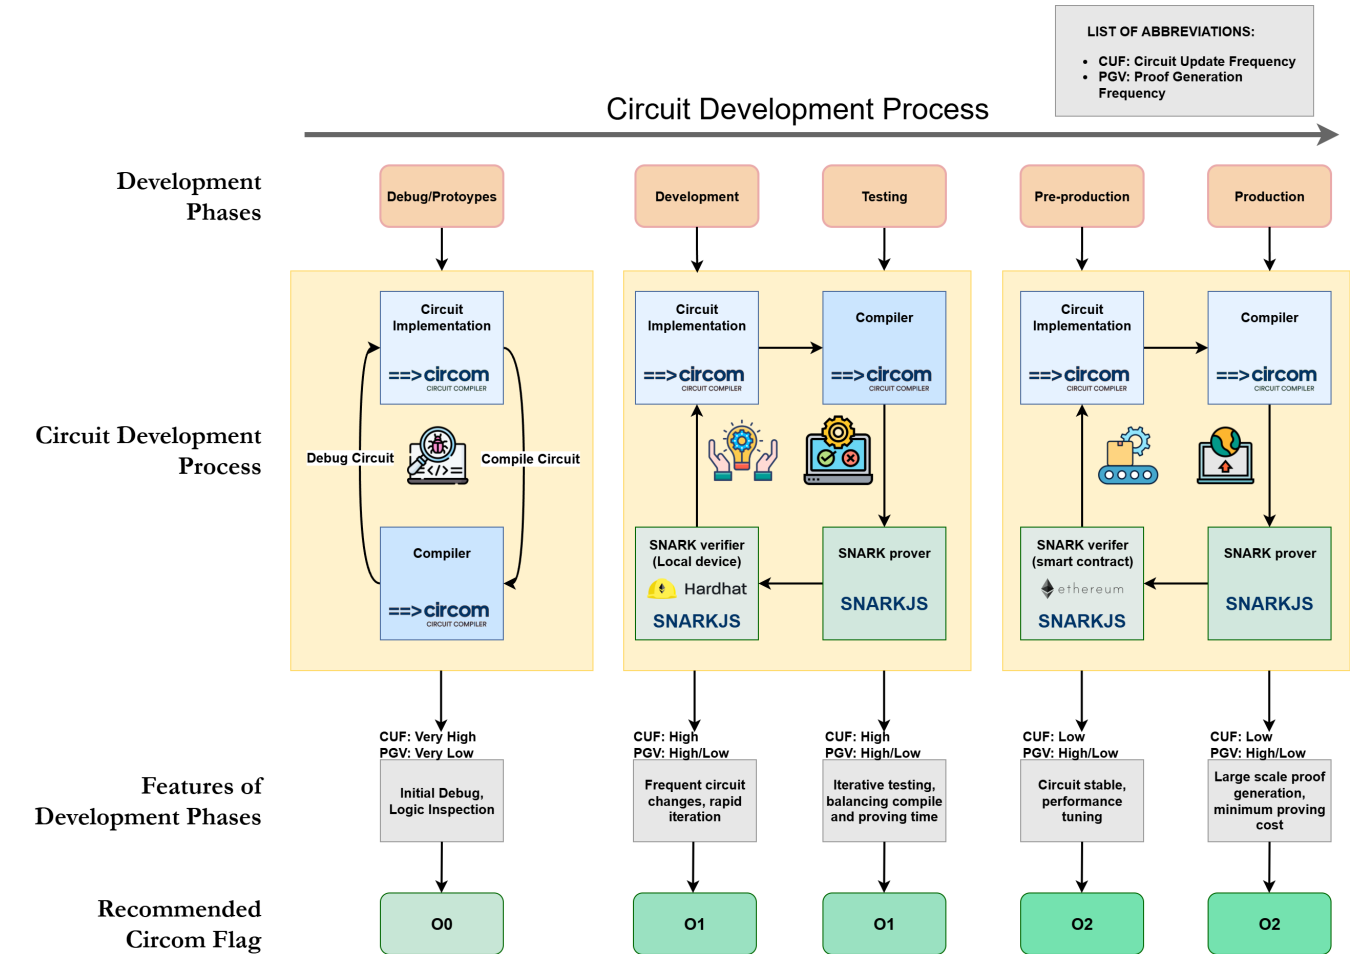 LIST OF ABBREVIATIONS:
• CUF: Circuit Update Frequency
• PGV: Proof Generation
Frequency
Circuit Development Process
Development
Phases
Debug/Protoypes
Development
Testing
Pre-production
Production
Circuit Development
Process
Circuit
Implementation
==>circom
CIRCUIT COMPILER
Debug Circuit
Compile Circuit
Compiler
==>circom
CIRCUIT COMPILER
Circuit
Implementation
==>circom
CIRCUIT COMPILER
Compiler
==>circom
CIRCUIT COMPILER
SNARK verifier
(Local device)
Hardhat
SNARKJS
SNARK prover
SNARKJS
Circuit
Implementation
==>circom
CIRCUIT COMPILER
Compiler
==>circom
CIRCUIT COMPILER
SNARK verifer
(smart contract)
ethereum
SNARKJS
SNARK prover
SNARKJS
Features of
Development Phases
CUF: Very High
PGV: Very Low
Initial Debug,
Logic Inspection
CUF: High
PGV: High/Low
Frequent circuit
changes, rapid
iteration
CUF: High
PGV: High/Low
Iterative testing,
balancing compile
and proving time
CUF: Low
PGV: High/Low
Circuit stable,
performance
tuning
CUF: Low
PGV: High/Low
Large scale proof
generation,
minimum proving
cost
Recommended
Circom Flag
O0
O1
O1
O2
O2